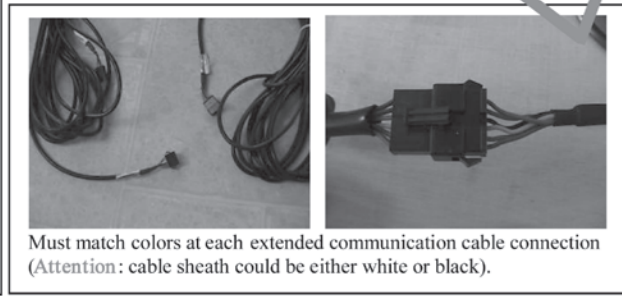 Must match colors at each extended communication cable connection
(Attention: cable sheath could be either white or black).